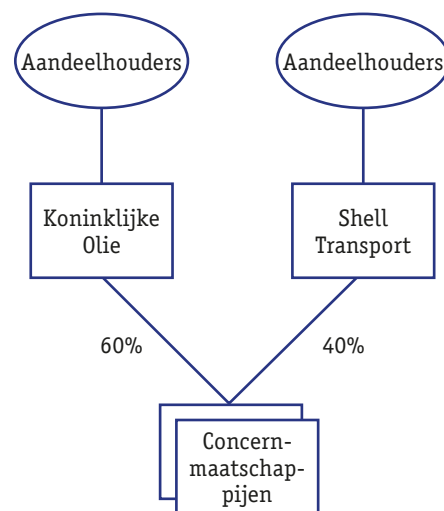 Aandeelhouders
Aandeelhouders
Koninklijke
Olie
Shell
Transport
60%
40%
Concern-
maatschap-
pijen